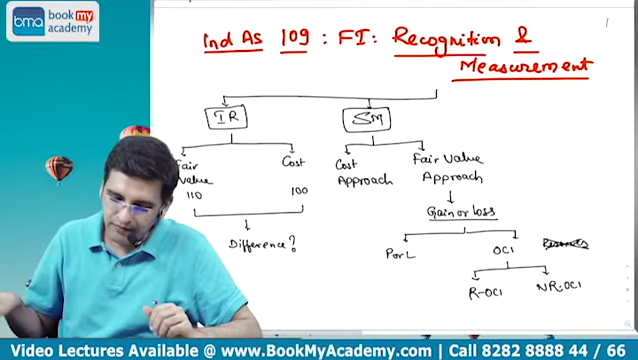 bma book my academy
Ind As 109 : FI : Recognition &
Measurement
IR
SM
Fair Value 110
Cost 100
Cost Approach
Fair Value Approach
Difference?
Gain or loss
P or L
OCI
R-OCI
NR-OCI
Video Lectures Available @ www.BookMyAcademy.com | Call 8282 8888 44 / 66